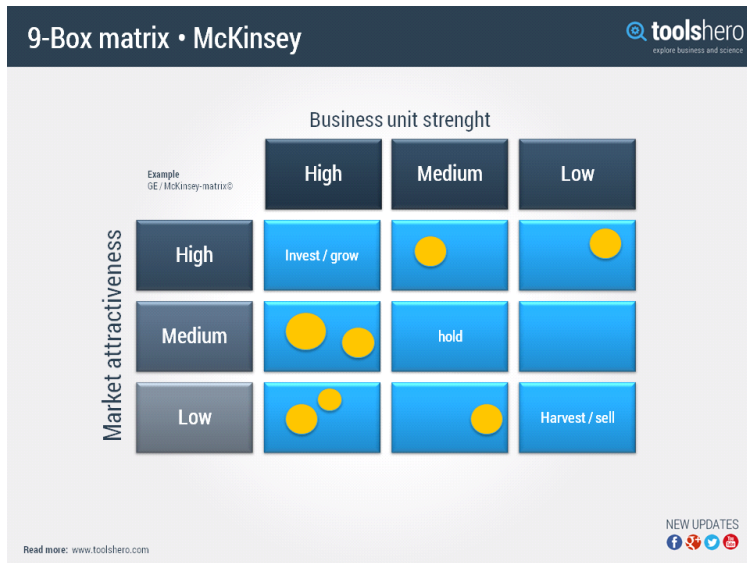 9-Box matrix • McKinsey
toolshero
explore business and science
Business unit strenght
Example
GE / McKinsey-matrix©
High
Medium
Low
Market attractiveness
High
Invest / grow
Medium
hold
Low
Harvest / sell
NEW UPDATES
Read more: www.toolshero.com